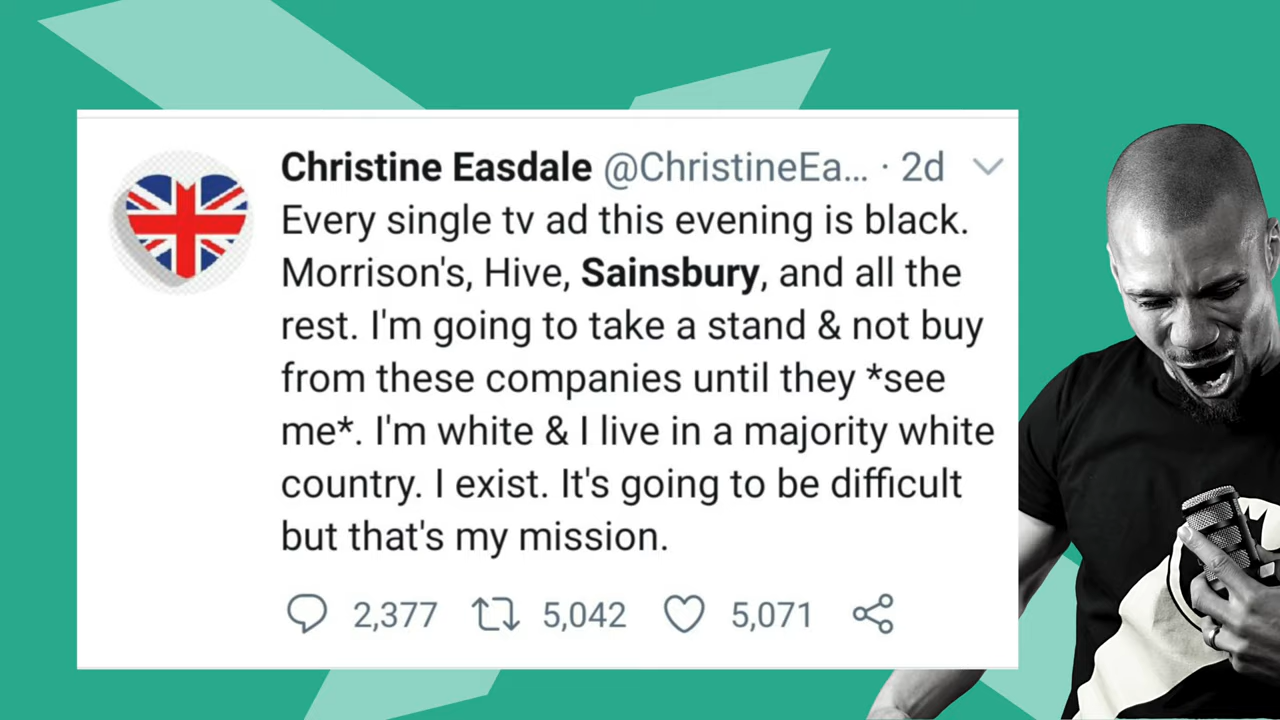 Christine Easdale @ChristineEa... · 2d
Every single tv ad this evening is black.
Morrison's, Hive, Sainsbury, and all the
rest. I'm going to take a stand & not buy
from these companies until they *see
me*. I'm white & I live in a majority white
country. I exist. It's going to be difficult
but that's my mission.
2,377 5,042 5,071